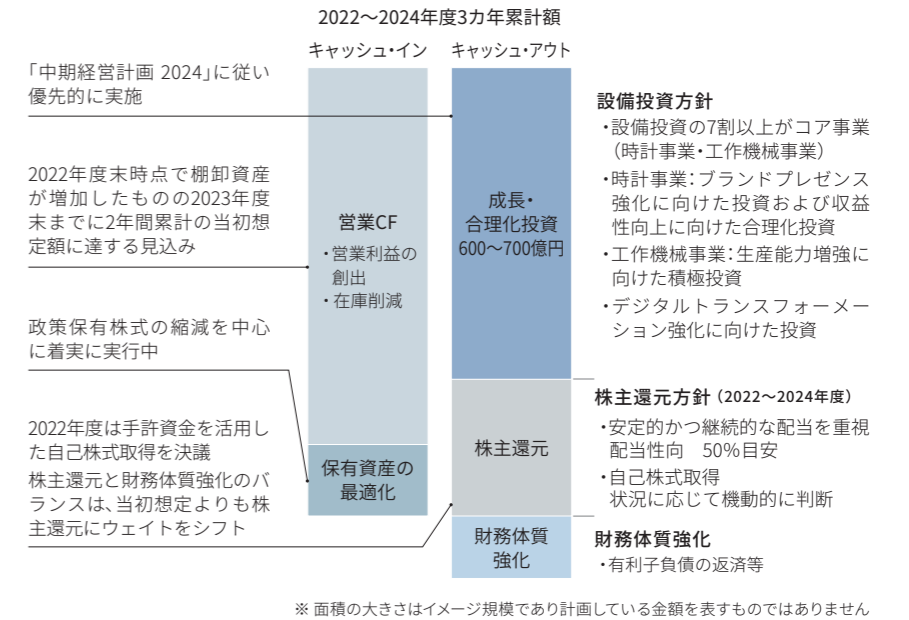 2022～2024年度3カ年累計額
キャッシュ・イン
キャッシュ・アウト
「中期経営計画 2024」に従い
優先的に実施
2022年度末時点で棚卸資産
が増加したものの2023年度
末までに2年間累計の当初想
定額に達する見込み
政策保有株式の縮減を中心
に着実に実行中
2022年度は手許資金を活用し
た自己株式取得を決議
株主還元と財務体質強化のバ
ランスは、当初想定よりも株
主還元にウェイトをシフト
営業CF
・営業利益の
創出
・在庫削減
保有資産の
最適化
成長・
合理化投資
600～700億円
株主還元
財務体質
強化
設備投資方針
・設備投資の7割以上がコア事業
（時計事業・工作機械事業）
・時計事業：ブランドプレゼンス
強化に向けた投資および収益
性向上に向けた合理化投資
・工作機械事業：生産能力増強に
向けた積極投資
・デジタルトランスフォーメー
ション強化に向けた投資
株主還元方針（2022～2024年度）
・安定的かつ継続的な配当を重視
配当性向　50%目安
・自己株式取得
状況に応じて機動的に判断
財務体質強化
・有利子負債の返済等
※ 面積の大きさはイメージ規模であり計画している金額を表すものではありません